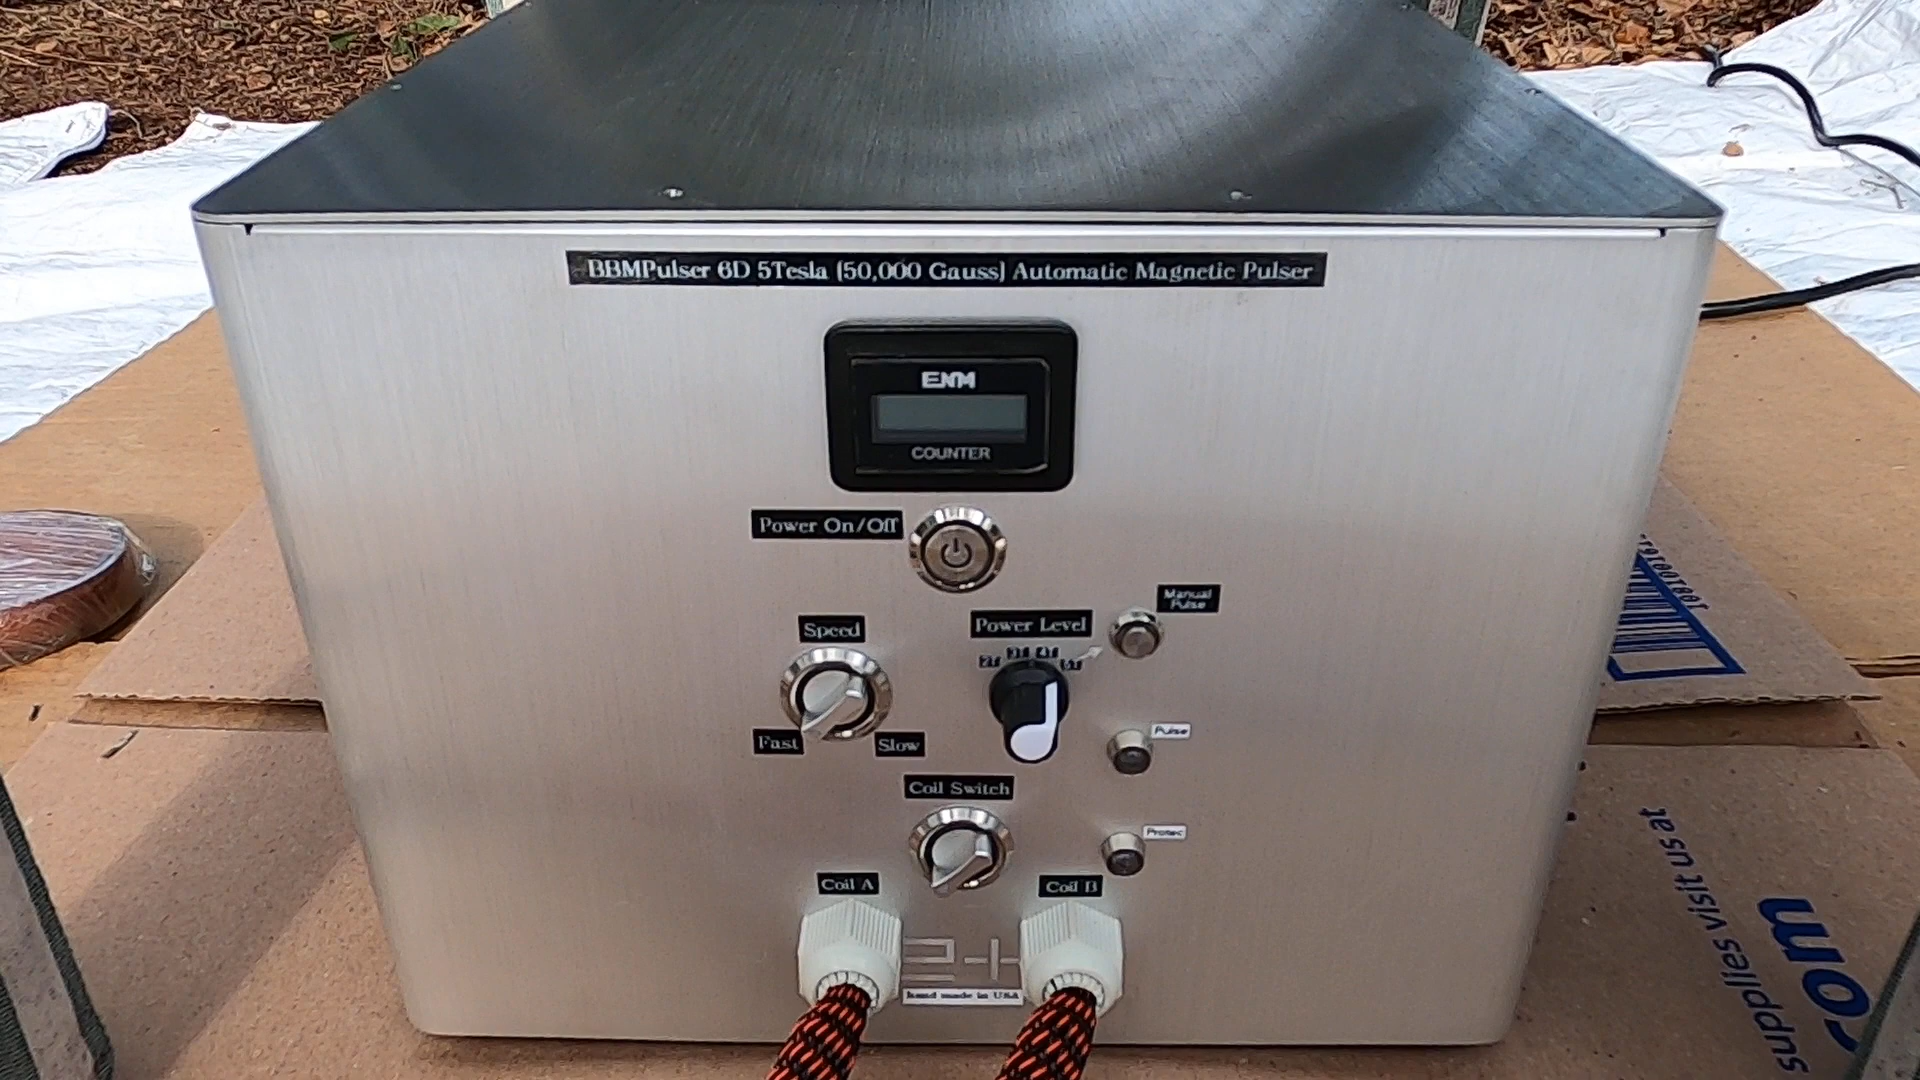 BBMPulser 6D 5Tesla (50,000 Gauss) Automatic Magnetic Pulser
ENM
COUNTER
Power On/Off
Manual
Pulse
Speed
Power Level
Fast
Slow
Pulse
Coil Switch
Protec
Coil A
Coil B
2+
hand made in USA
supplies visit us at
com